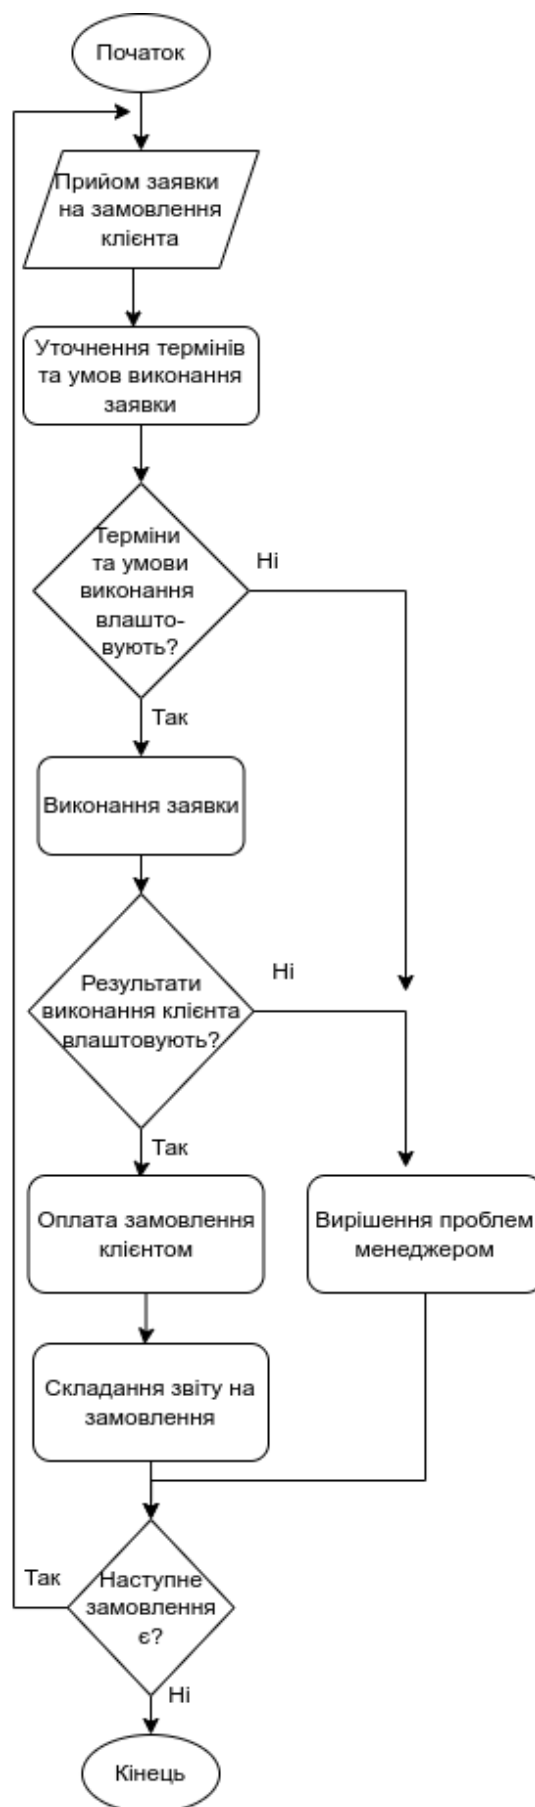 Початок
Прийом заявки
на замовлення
клієнта
Уточнення термінів
та умов виконання
заявки
Терміни
та умови
виконання
влашто-
вують?
Ні
Так
Виконання заявки
Результати
виконання клієнта
влаштовують?
Ні
Так
Оплата замовлення
клієнтом
Вирішення проблем
менеджером
Складання звіту на
замовлення
Так
Наступне
замовлення
є?
Ні
Кінець